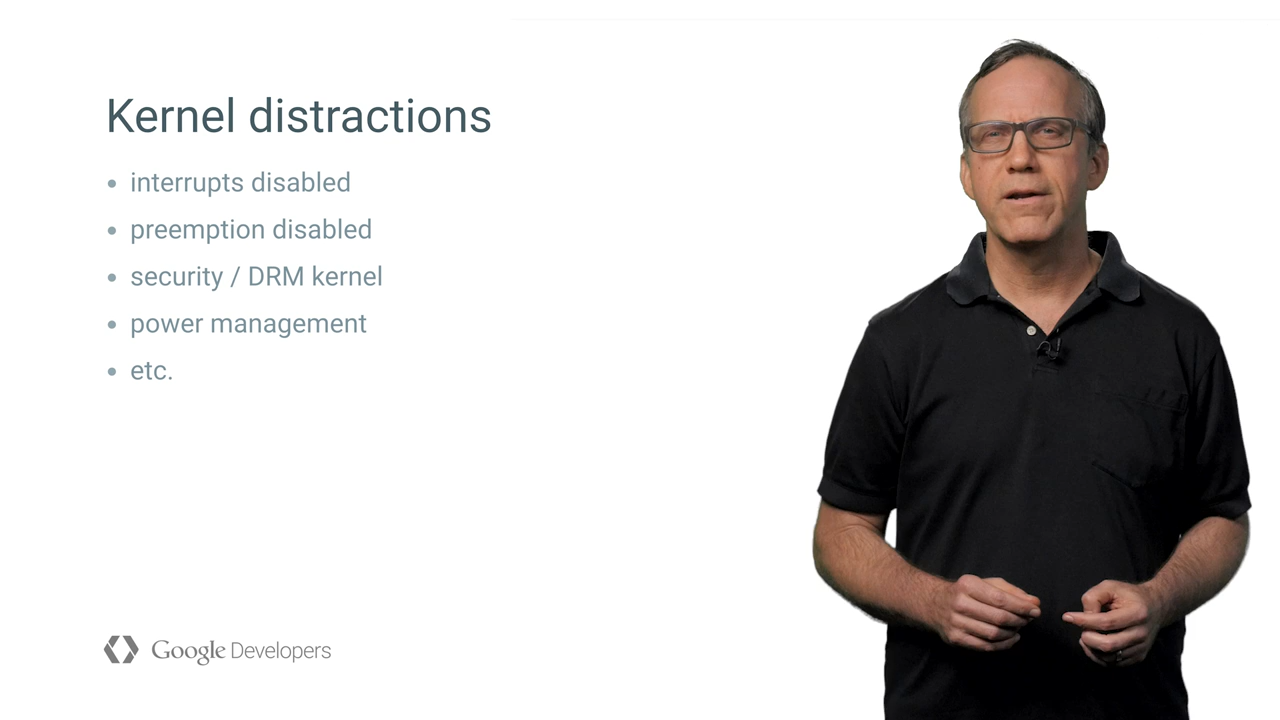 Kernel distractions
• interrupts disabled
• preemption disabled
• security / DRM kernel
• power management
• etc.
Google Developers